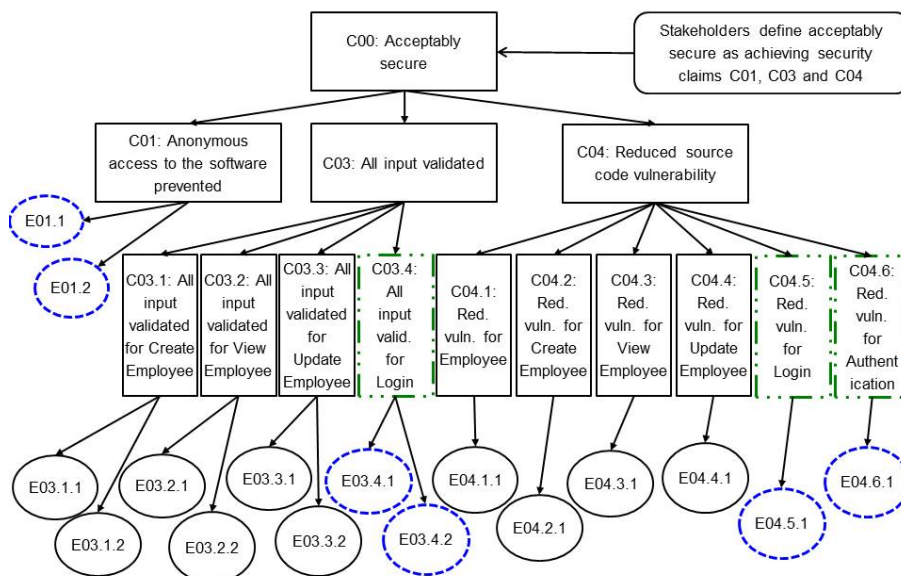 C00: Acceptably
secure
Stakeholders define acceptably
secure as achieving security
claims C01, C03 and C04
C01: Anonymous
access to the software
prevented
C03: All input validated
C04: Reduced source
code vulnerability
E01.1
E01.2
C03.1: All
input
validated
for Create
Employee
C03.2: All
input
validated
for View
Employee
C03.3: All
input
validated
for
Update
Employee
C03.4:
All
input
valid.
for
Login
C04.1:
Red.
vuln. for
Employee
C04.2:
Red.
vuln. for
Create
Employee
C04.3:
Red.
vuln. for
View
Employee
C04.4:
Red.
vuln. for
Update
Employee
C04.5:
Red.
vuln.
for
Login
C04.6:
Red.
vuln.
for
Authent
ication
E03.1.1
E03.1.2
E03.2.1
E03.2.2
E03.3.1
E03.3.2
E03.4.1
E03.4.2
E04.1.1
E04.2.1
E04.3.1
E04.4.1
E04.5.1
E04.6.1